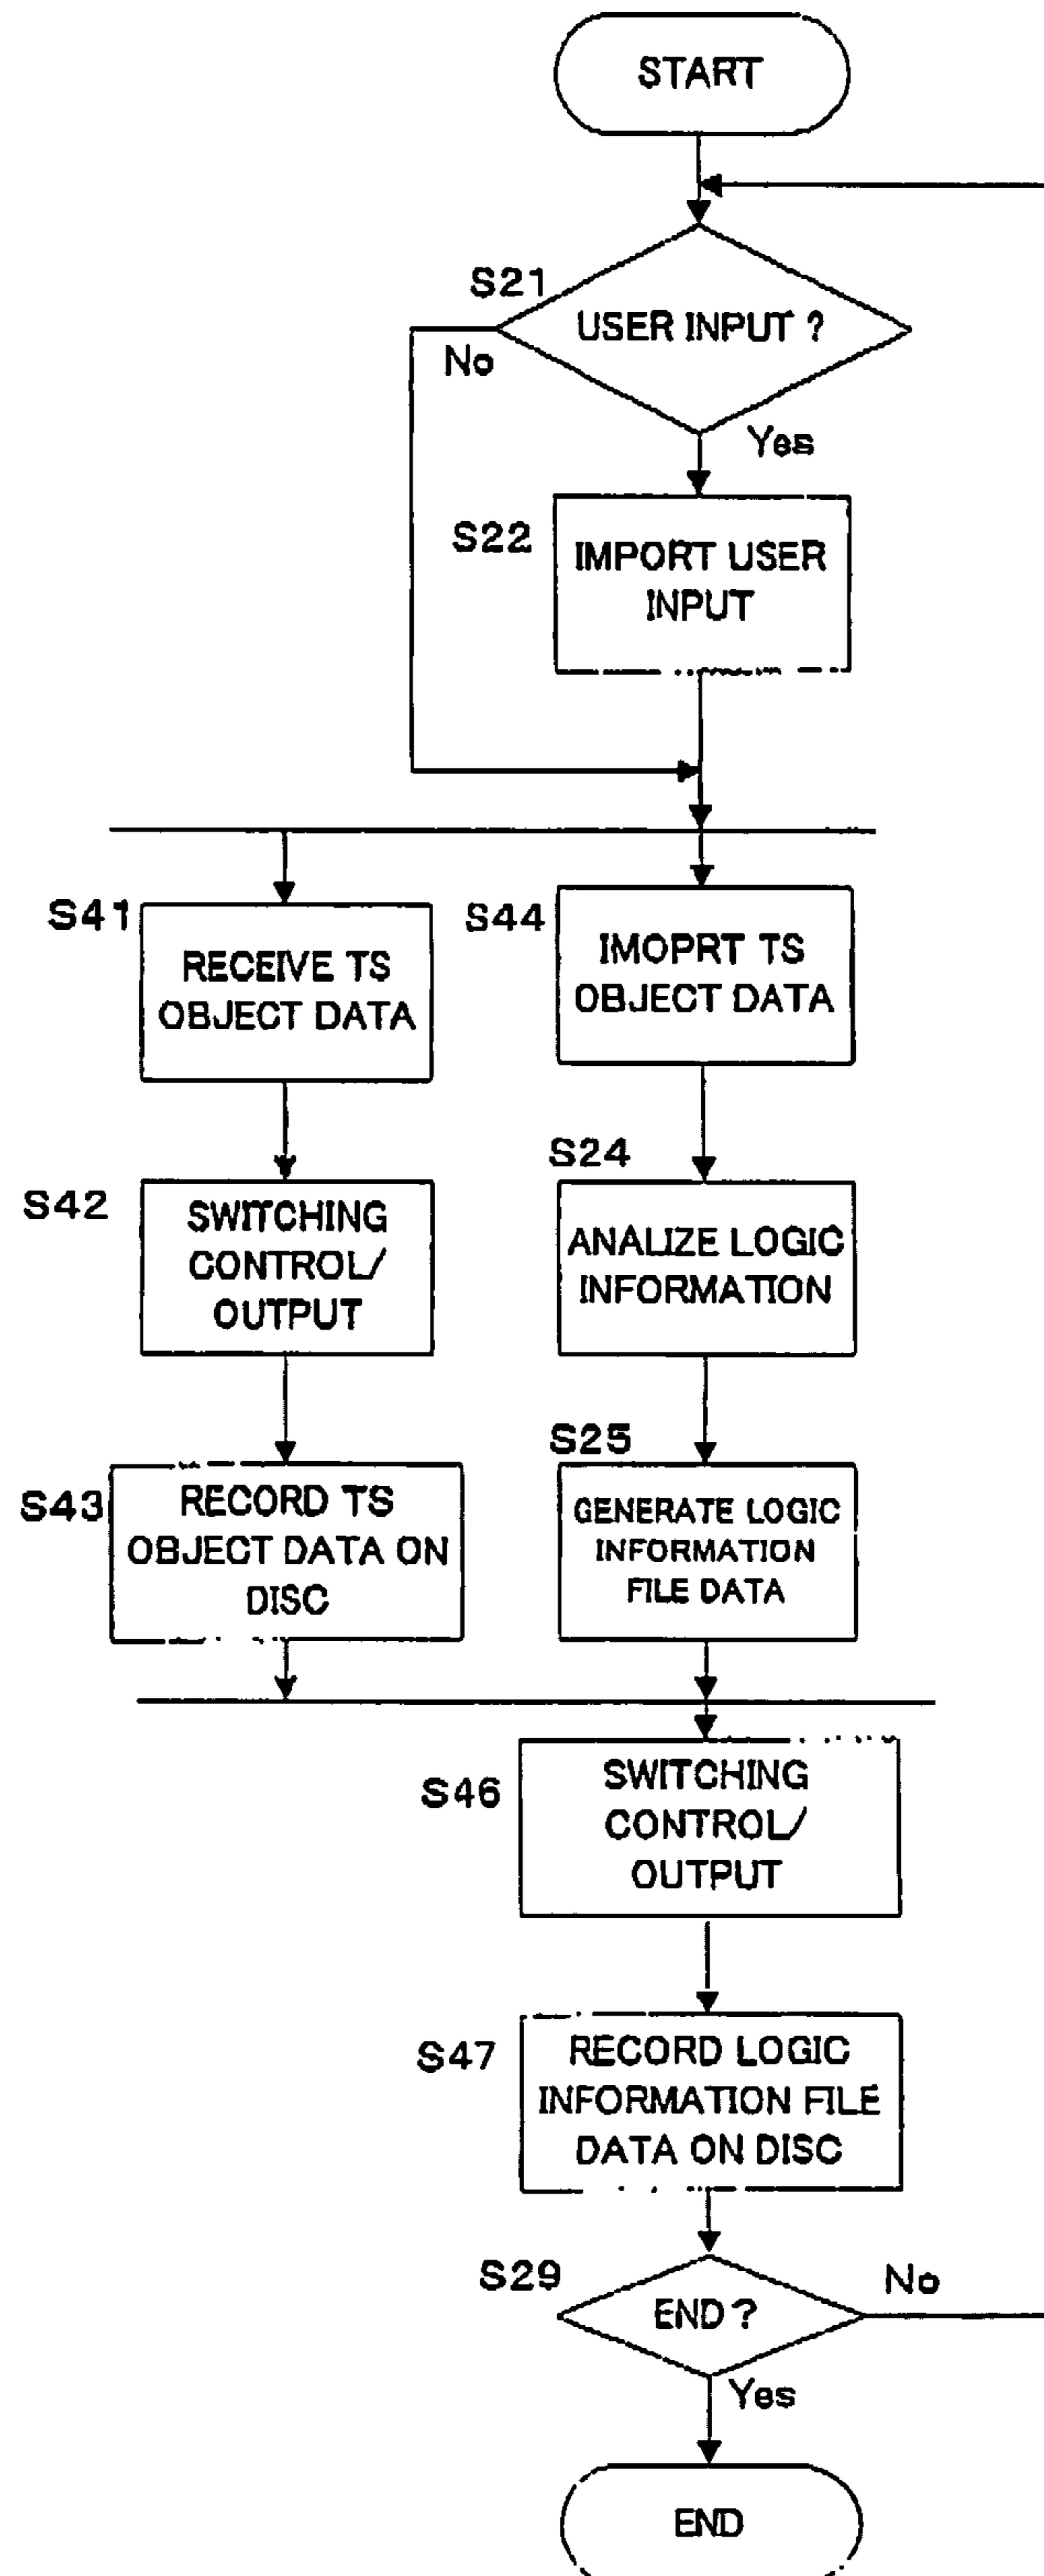 START
S21
USER INPUT ?
No
Yes
S22
IMPORT USER
INPUT
S41
RECEIVE TS
OBJECT DATA
S44
IMOPRT TS
OBJECT DATA
S42
SWITCHING
CONTROL/
OUTPUT
S24
ANALIZE LOGIC
INFORMATION
S43
RECORD TS
OBJECT DATA ON
DISC
S25
GENERATE LOGIC
INFORMATION
FILE DATA
S46
SWITCHING
CONTROL/
OUTPUT
S47
RECORD LOGIC
INFORMATION FILE
DATA ON DISC
S29
END ?
No
Yes
END